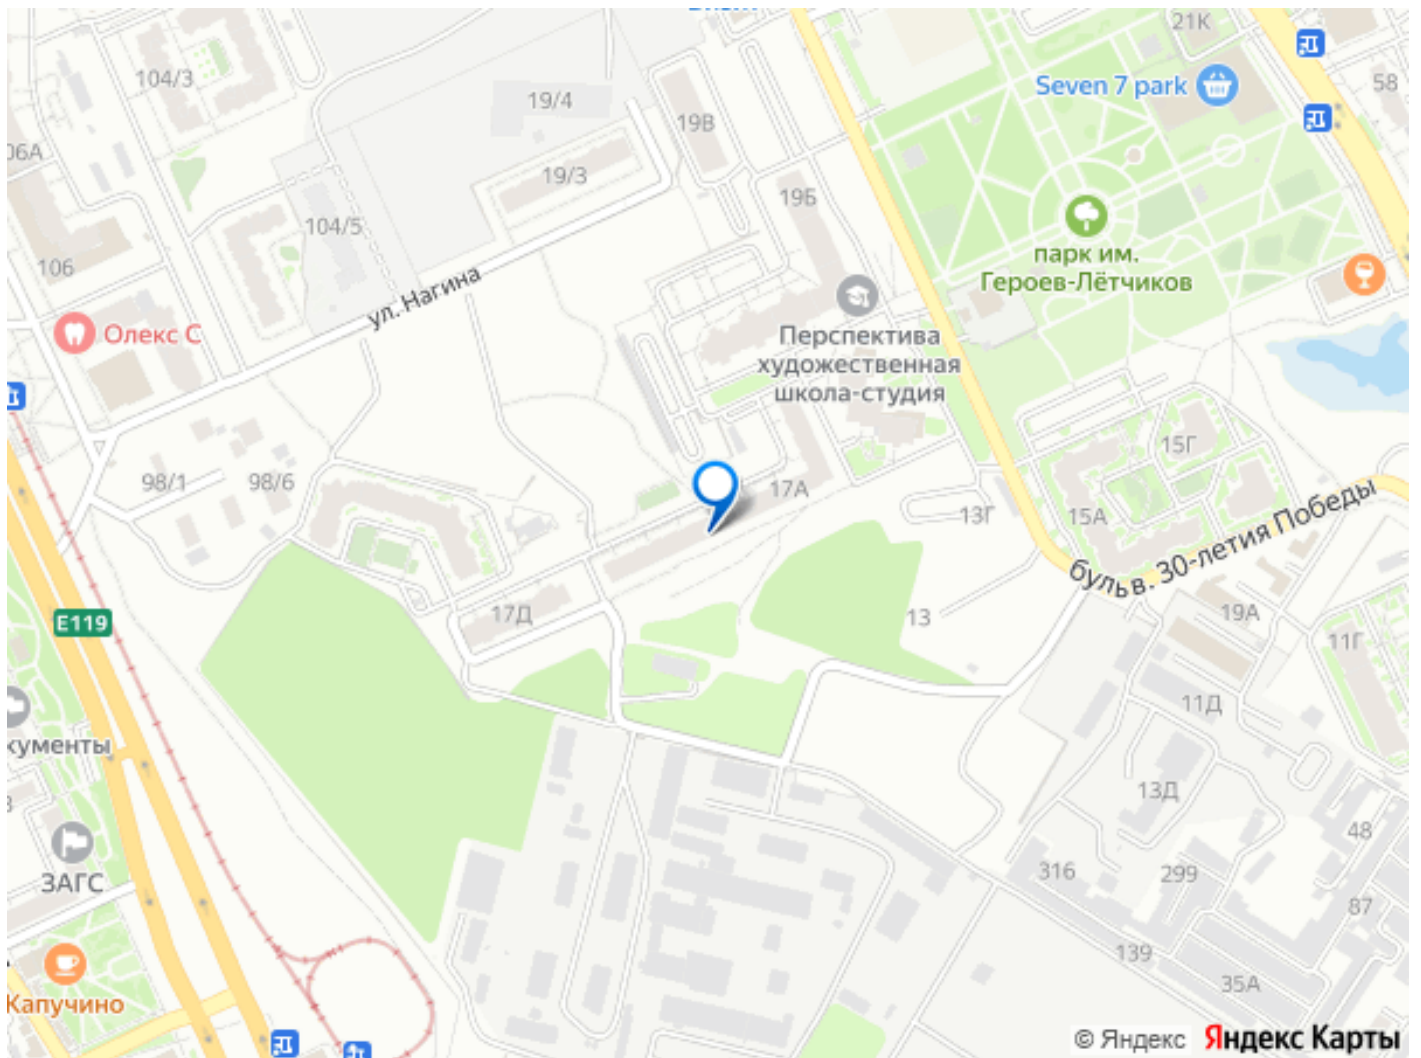 21К
104/3
Seven 7 park
58
19/4
19В
06А
19/3
19Б
104/5
парк им.
Героев-Лётчиков
106
ул. Нагина
Олекс С
Перспектива
художественная
школа-студия
15Г
98/1
98/6
17А
13Г
15А
бульв. 30-летия Победы
17Д
13
19А
Е119
11Г
11Д
кументы
13Д
48
ЗАГС
316
299
87
139
35А
Капучино
© Яндекс Яндекс Карты